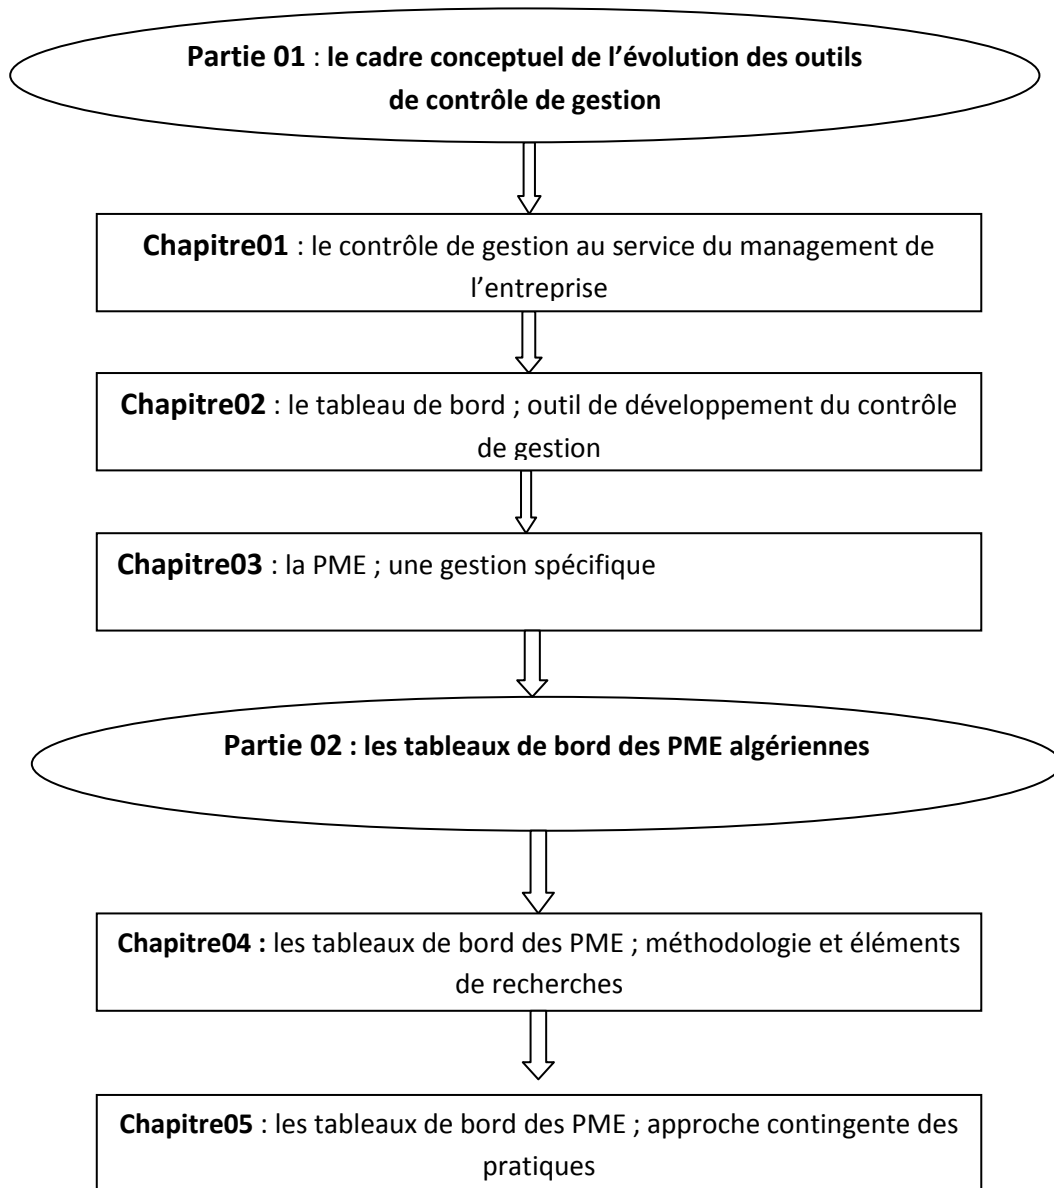 Partie 01 : le cadre conceptuel de l’évolution des outils
de contrôle de gestion
Chapitre01 : le contrôle de gestion au service du management de
l’entreprise
Chapitre02 : le tableau de bord ; outil de développement du contrôle
de gestion
Chapitre03 : la PME ; une gestion spécifique
Partie 02 : les tableaux de bord des PME algériennes
Chapitre04 : les tableaux de bord des PME ; méthodologie et éléments
de recherches
Chapitre05 : les tableaux de bord des PME ; approche contingente des
pratiques